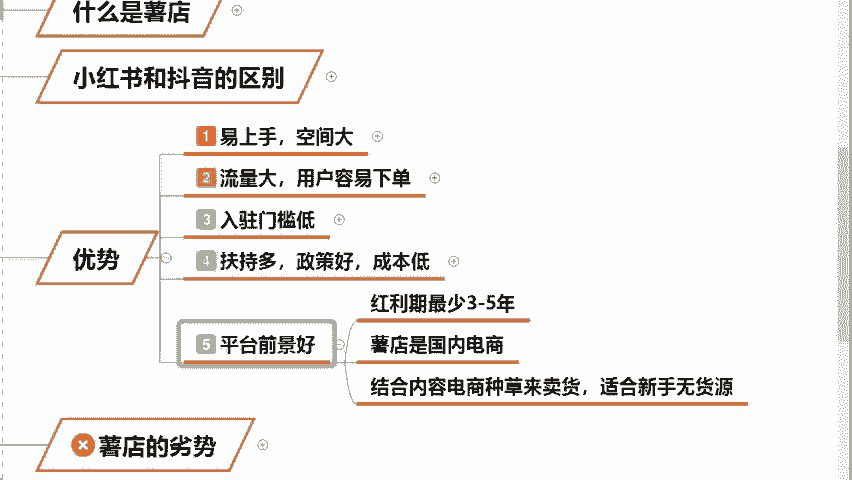 什么是薯店
小红书和抖音的区别
1 易上手，空间大
2 流量大，用户容易下单
3 入驻门槛低
优势
4 扶持多，政策好，成本低
红利期最少3-5年
5 平台前景好
薯店是国内电商
结合内容电商种草来卖货，适合新手无货源
薯店的劣势